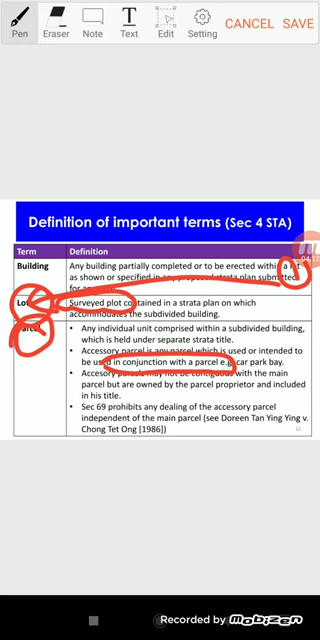 Pen
Eraser
Note
Text
Edit
Setting
CANCEL
SAVE
Definition of important terms (Sec 4 STA)
Term Definition
Building Any building partially completed or to be erected within a lot
as shown or specified in any proposed strata plan submitted
for
04:12
Lot Surveyed plot contained in a strata plan on which
accommodates the subdivided building.
Parcel • Any individual unit comprised within a subdivided building,
which is held under separate strata title.
• Accessory parcel is any parcel which is used or intended to
be used in conjunction with a parcel e.g. car park bay.
• Accesory parcels may not be contiguous with the main
parcel but are owned by the parcel proprietor and included
in his title.
• Sec 69 prohibits any dealing of the accessory parcel
independent of the main parcel (see Doreen Tan Ying Ying v.
Chong Tet Ong [1986])
12
Recorded by mobizen